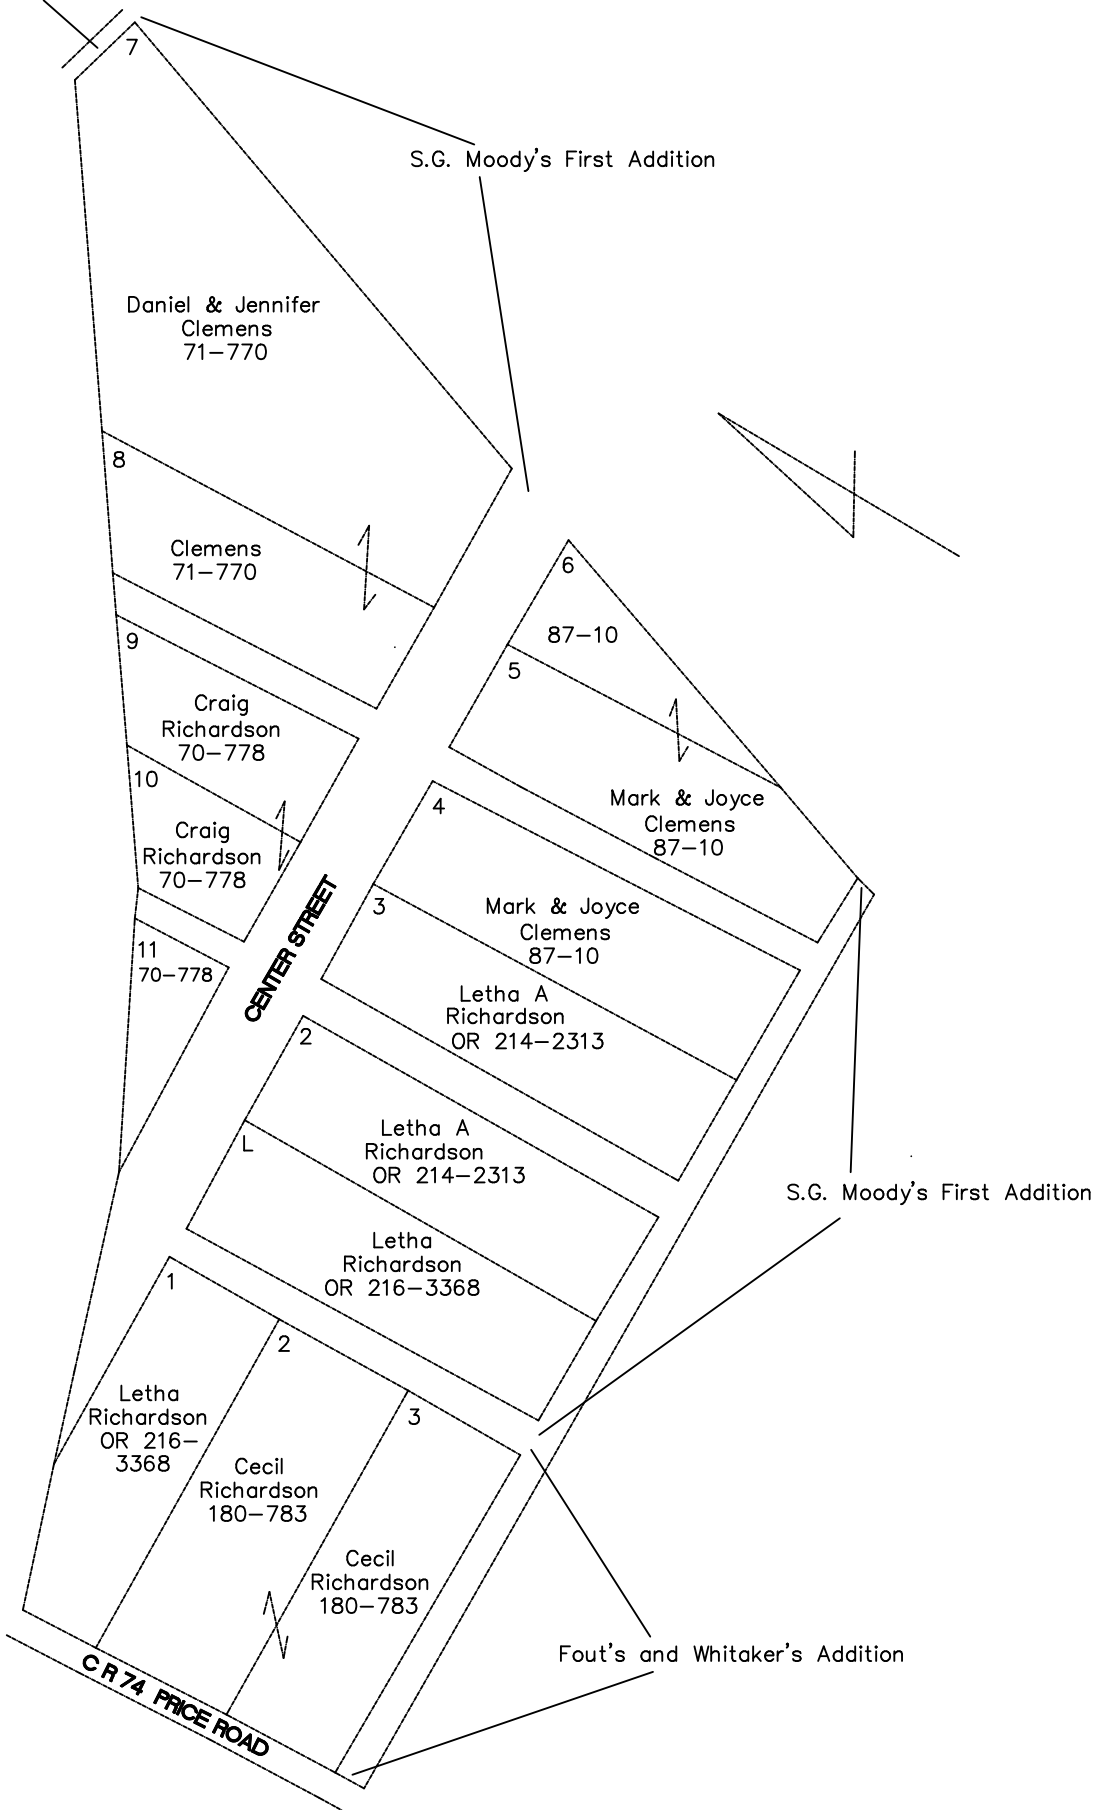 7
S.G. Moody's First Addition
Daniel & Jennifer
Clemens
71-770
8
Clemens
71-770
6
87-10
5
9
Craig
Richardson
70-778
10
Mark & Joyce
Clemens
87-10
4
Craig
Richardson
70-778
3
Mark & Joyce
Clemens
87-10
CENTER STREET
11
70-778
Letha A
Richardson
OR 214-2313
2
Letha A
Richardson
OR 214-2313
L
S.G. Moody's First Addition
Letha
Richardson
OR 216-3368
1
2
3
Letha
Richardson
OR 216-
3368
Cecil
Richardson
180-783
Cecil
Richardson
180-783
Fout's and Whitaker's Addition
C R 74 PRICE ROAD